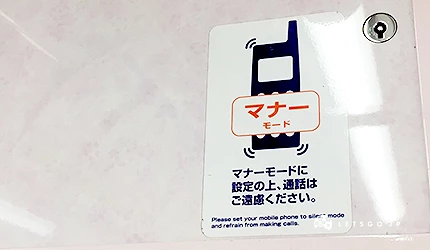 マナー
モード
マナーモードに
設定の上、通話は
ご遠慮ください。
Please set your mobile phone to silent mode
and refrain from making calls.
LETSGOJP